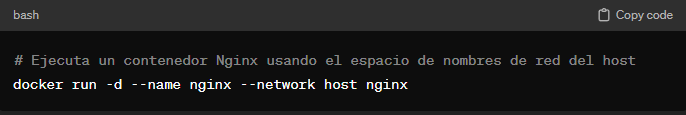 bash
Copy code
# Ejecuta un contenedor Nginx usando el espacio de nombres de red del host
docker run -d --name nginx --network host nginx